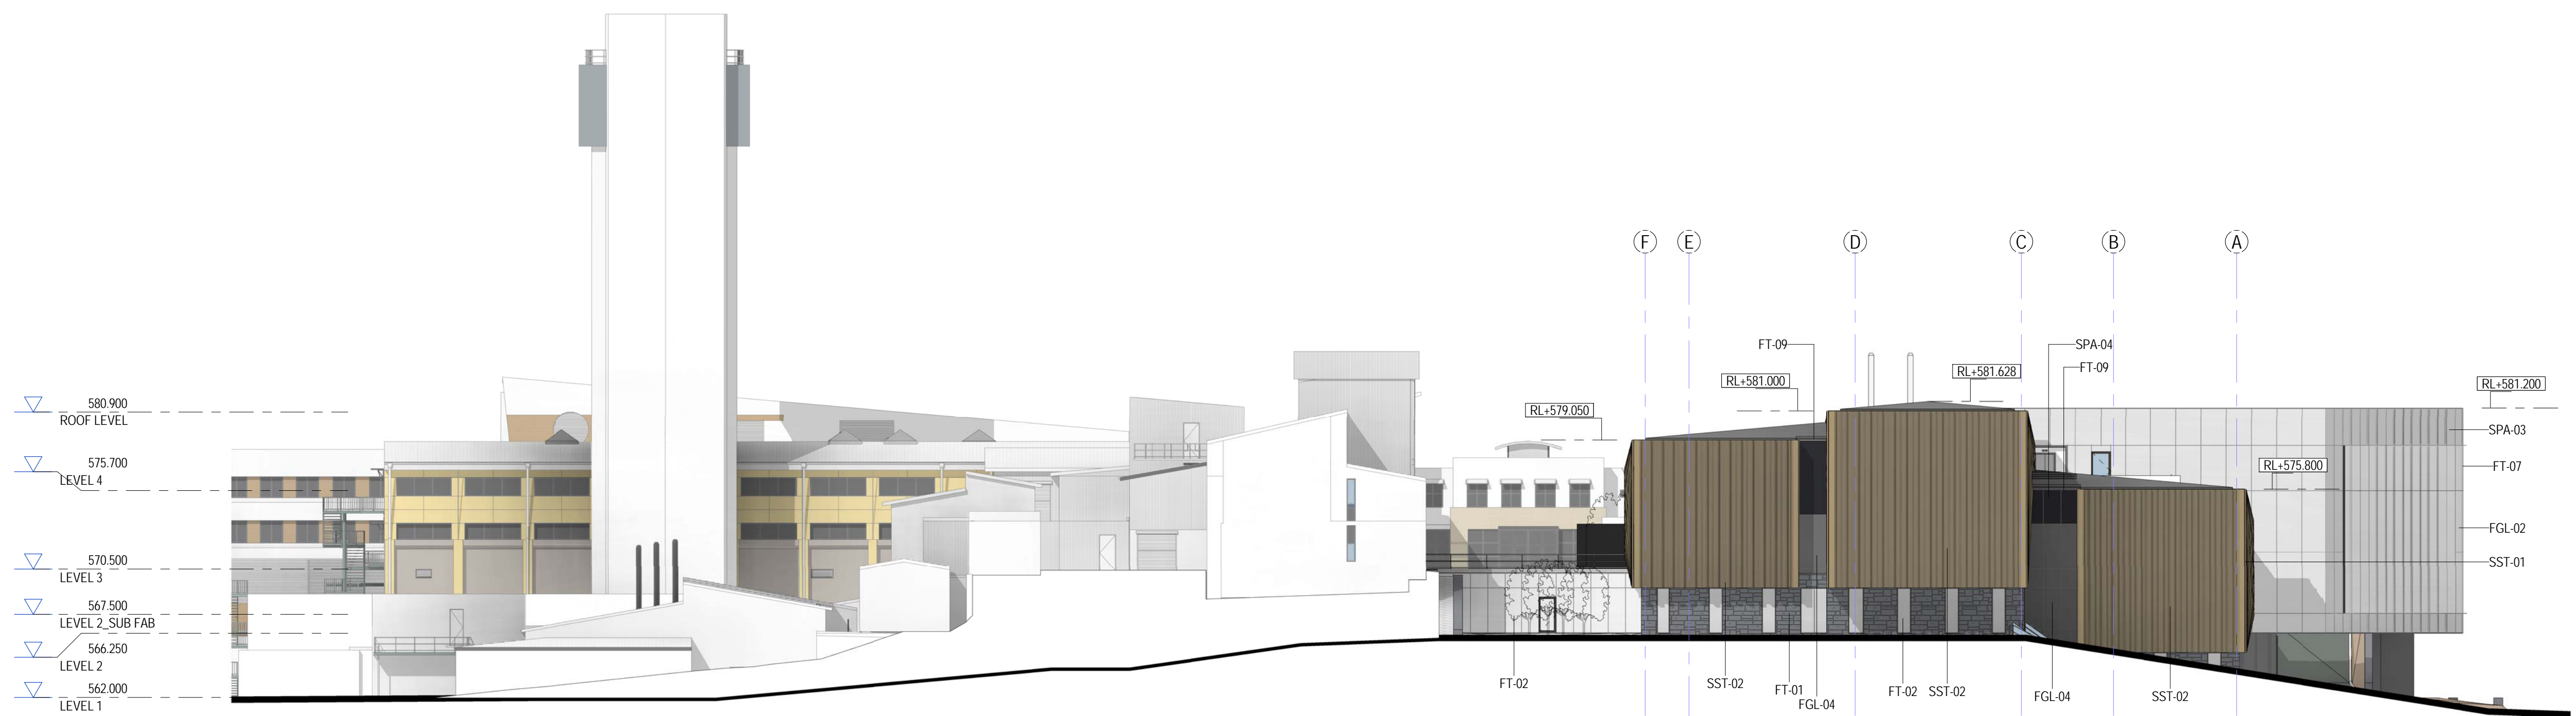 F E D C B A
FT-09
SPA-04
FT-09
RL+581.628
RL+581.000
RL+581.200
580.900
ROOF LEVEL
RL+579.050
SPA-03
575.700
LEVEL 4
RL+575.800
FT-07
FGL-02
570.500
LEVEL 3
SST-01
567.500
LEVEL 2_SUB FAB
566.250
LEVEL 2
562.000
LEVEL 1
FT-02
SST-02
FT-01
FGL-04
FT-02
SST-02
FGL-04
SST-02